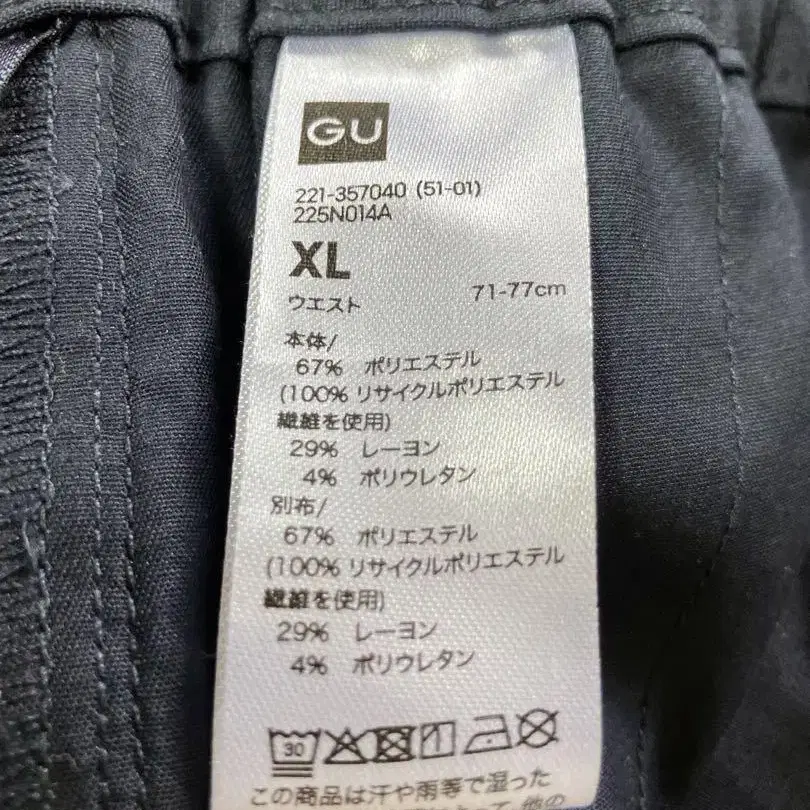 GU
221-357040 (51-01)
225N014A
XL
ウエスト 71-77cm
本体/
67% ポリエステル
(100% リサイクルポリエステル
繊維を使用)
29% レーヨン
4% ポリウレタン
別布/
67% ポリエステル
(100% リサイクルポリエステル
繊維を使用)
29% レーヨン
4% ポリウレタン
30
この商品は汗や雨等で湿った